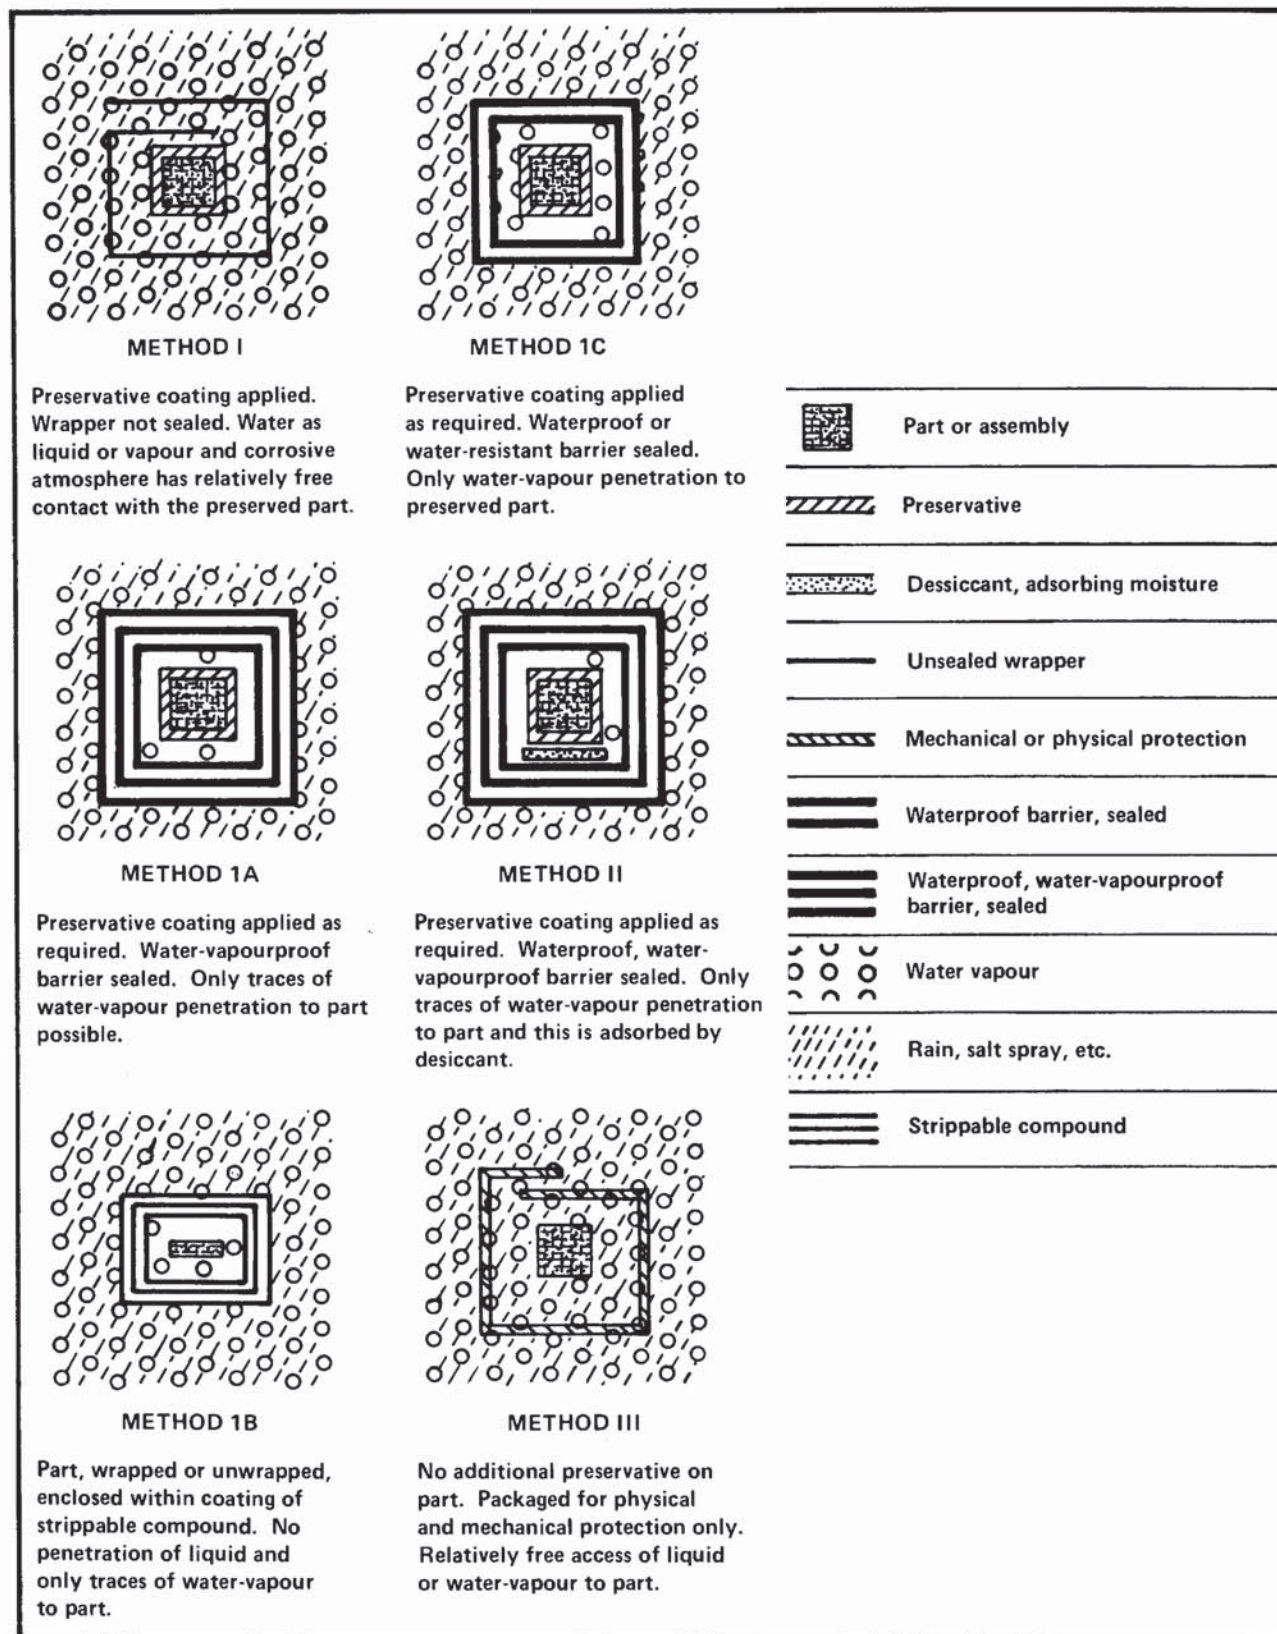 METHOD I
Preservative coating applied.
Wrapper not sealed. Water as
liquid or vapour and corrosive
atmosphere has relatively free
contact with the preserved part.
METHOD 1C
Preservative coating applied
as required. Waterproof or
water-resistant barrier sealed.
Only water-vapour penetration to
preserved part.
METHOD 1A
Preservative coating applied as
required. Water-vapourproof
barrier sealed. Only traces of
water-vapour penetration to part
possible.
METHOD II
Preservative coating applied as
required. Waterproof, water-
vapourproof barrier sealed. Only
traces of water-vapour penetration
to part and this is adsorbed by
desiccant.
METHOD 1B
Part, wrapped or unwrapped,
enclosed within coating of
strippable compound. No
penetration of liquid and
only traces of water-vapour
to part.
METHOD III
No additional preservative on
part. Packaged for physical
and mechanical protection only.
Relatively free access of liquid
or water-vapour to part.
Part or assembly
Preservative
Dessiccant, adsorbing moisture
Unsealed wrapper
Mechanical or physical protection
Waterproof barrier, sealed
Waterproof, water-vapourproof
barrier, sealed
Water vapour
Rain, salt spray, etc.
Strippable compound